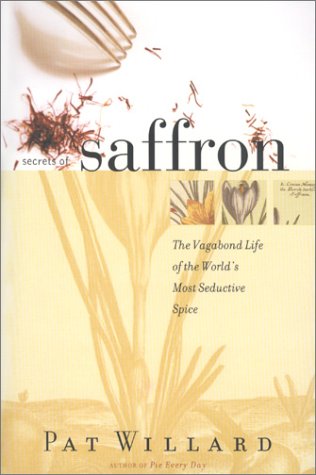 secrets of saffron
The Vagabond Life
of the World's
Most Seductive
Spice
PAT WILLARD
AUTHOR OF Pie Every Day